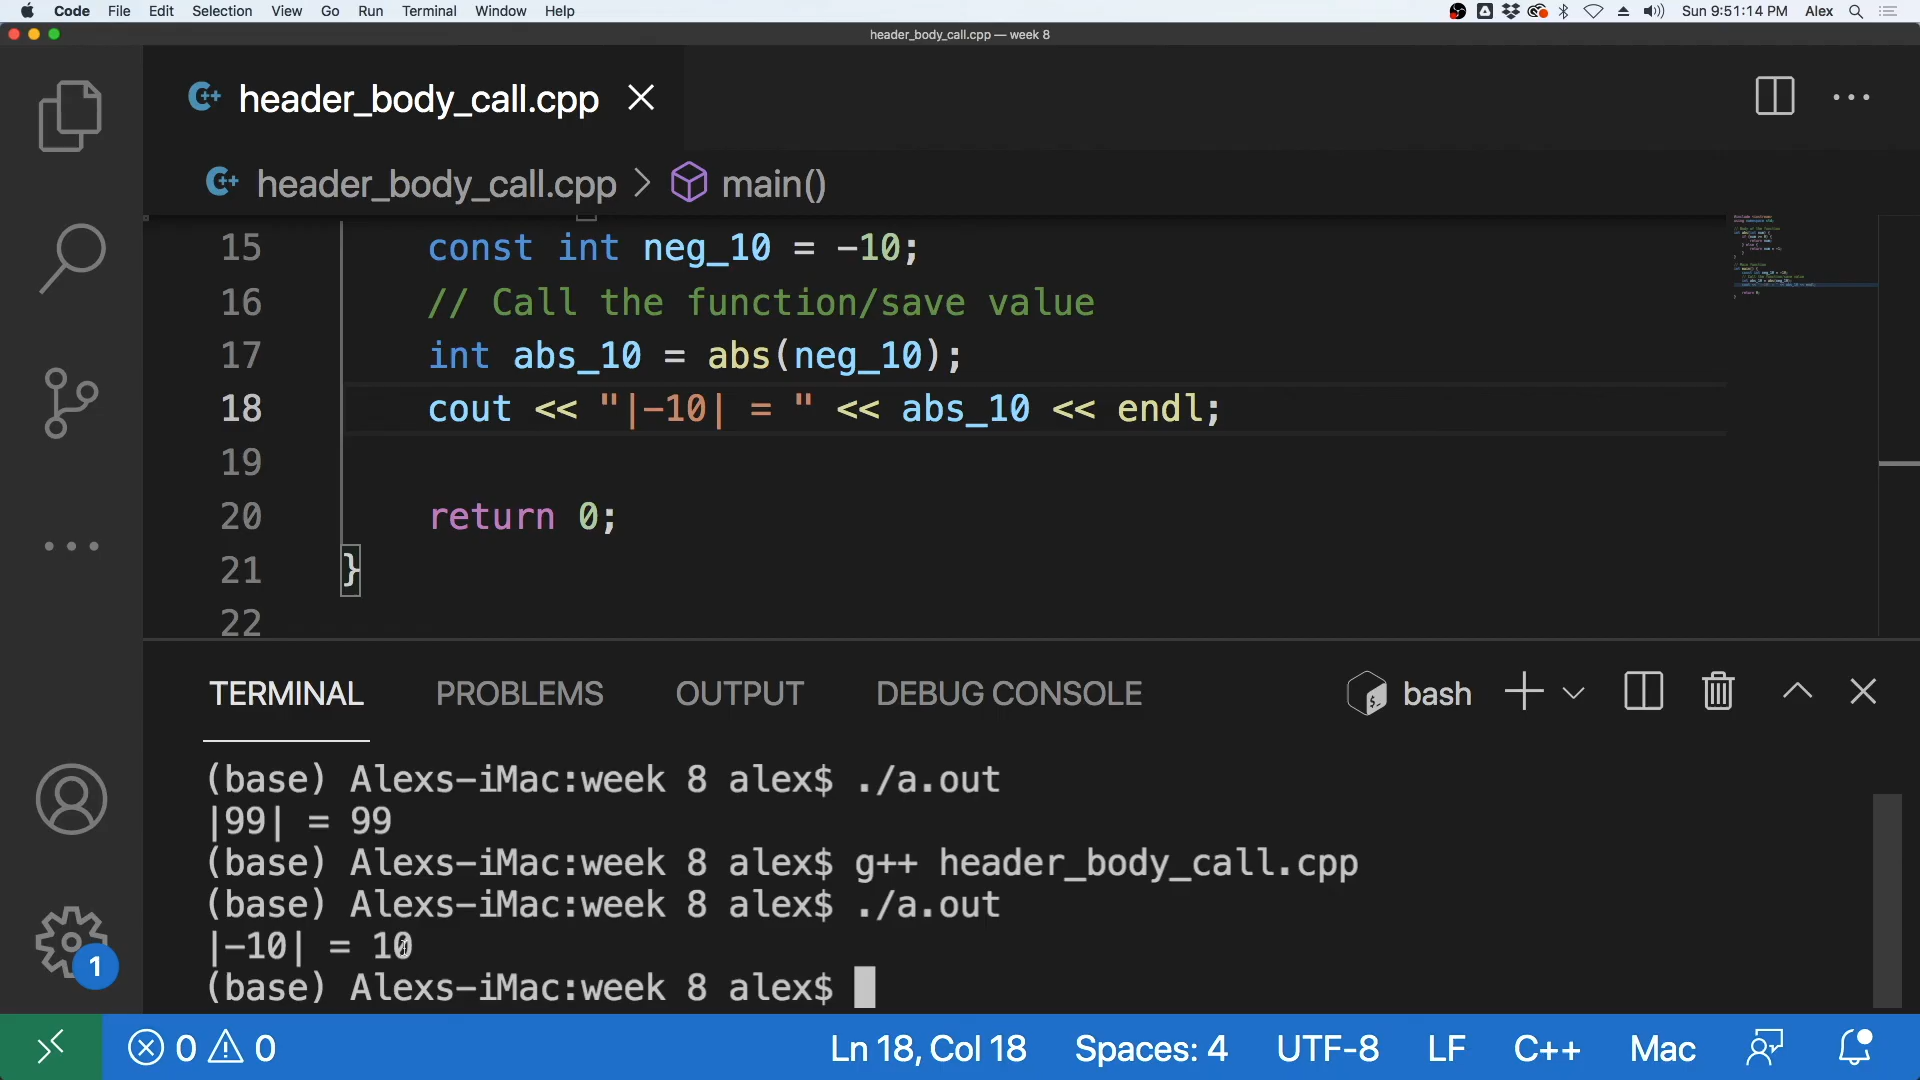 Code File Edit Selection View Go Run Terminal Window Help Sun 9:51:14 PM Alex
header_body_call.cpp — week 8
header_body_call.cpp
header_body_call.cpp > main()
15 const int neg_10 = -10;
16 // Call the function/save value
17 int abs_10 = abs(neg_10);
18 cout << "|-10| = " << abs_10 << endl;
19
20 return 0;
21 }
22
TERMINAL PROBLEMS OUTPUT DEBUG CONSOLE bash
(base) Alexs-iMac:week 8 alex$ ./a.out
|99| = 99
(base) Alexs-iMac:week 8 alex$ g++ header_body_call.cpp
(base) Alexs-iMac:week 8 alex$ ./a.out
|-10| = 10
(base) Alexs-iMac:week 8 alex$
1
0 0 Ln 18, Col 18 Spaces: 4 UTF-8 LF C++ Mac